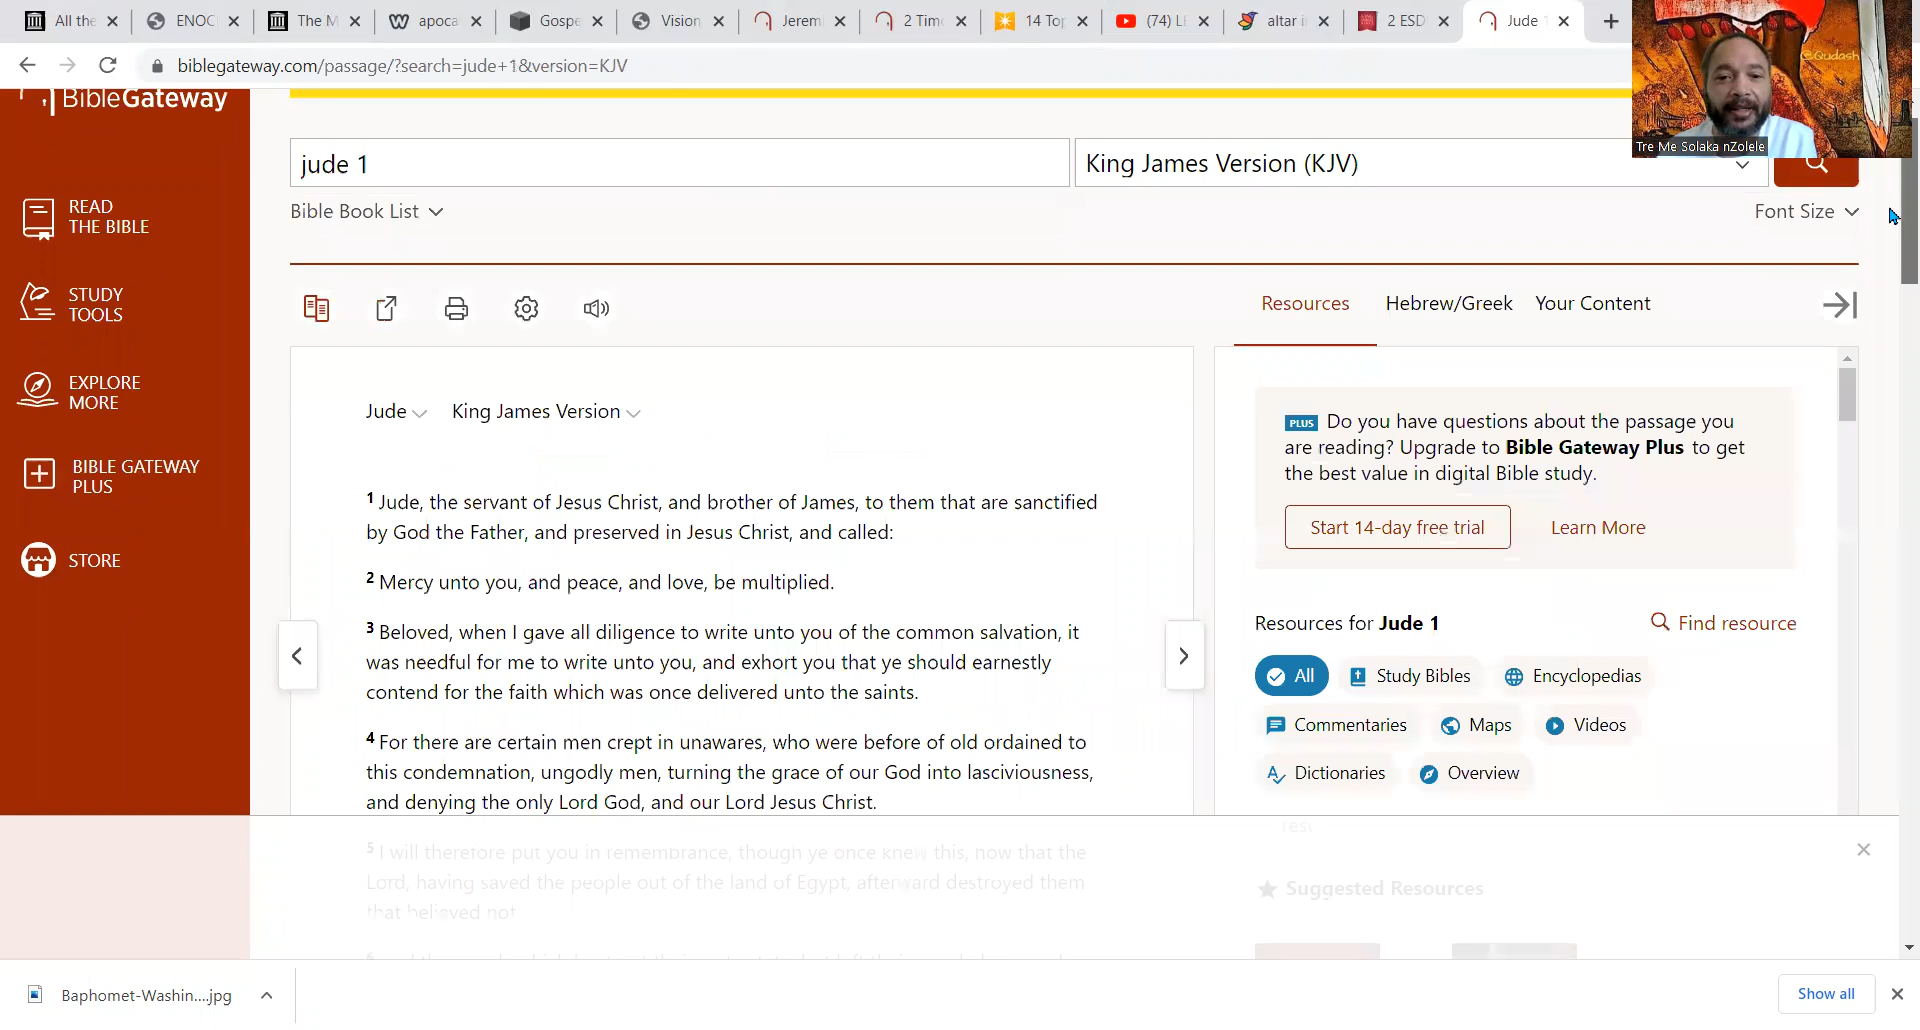 All the
ENOC
The M
apoca
Gospe
Vision
Jerem
2 Tim
14 To
(74) L
altar i
2 ESD
Jude 1
biblegateway.com/passage/?search=jude+1&version=KJV
@Qudash
Tre Me Solaka nZolele
BibleGateway
READ
THE BIBLE
STUDY
TOOLS
EXPLORE
MORE
BIBLE GATEWAY
PLUS
STORE
jude 1
King James Version (KJV)
Bible Book List
Font Size
Resources Hebrew/Greek Your Content
Jude King James Version
1 Jude, the servant of Jesus Christ, and brother of James, to them that are sanctified
by God the Father, and preserved in Jesus Christ, and called:
2 Mercy unto you, and peace, and love, be multiplied.
3 Beloved, when I gave all diligence to write unto you of the common salvation, it
was needful for me to write unto you, and exhort you that ye should earnestly
contend for the faith which was once delivered unto the saints.
4 For there are certain men crept in unawares, who were before of old ordained to
this condemnation, ungodly men, turning the grace of our God into lasciviousness,
and denying the only Lord God, and our Lord Jesus Christ.
5 I will therefore put you in remembrance, though ye once knew this, now that the
Lord, having saved the people out of the land of Egypt, afterward destroyed them
that believed not
PLUS Do you have questions about the passage you
are reading? Upgrade to Bible Gateway Plus to get
the best value in digital Bible study.
Start 14-day free trial
Learn More
Resources for Jude 1
Find resource
All
Study Bibles
Encyclopedias
Commentaries
Maps
Videos
Dictionaries
Overview
Suggested Resources
Baphomet-Washin....jpg
Show all